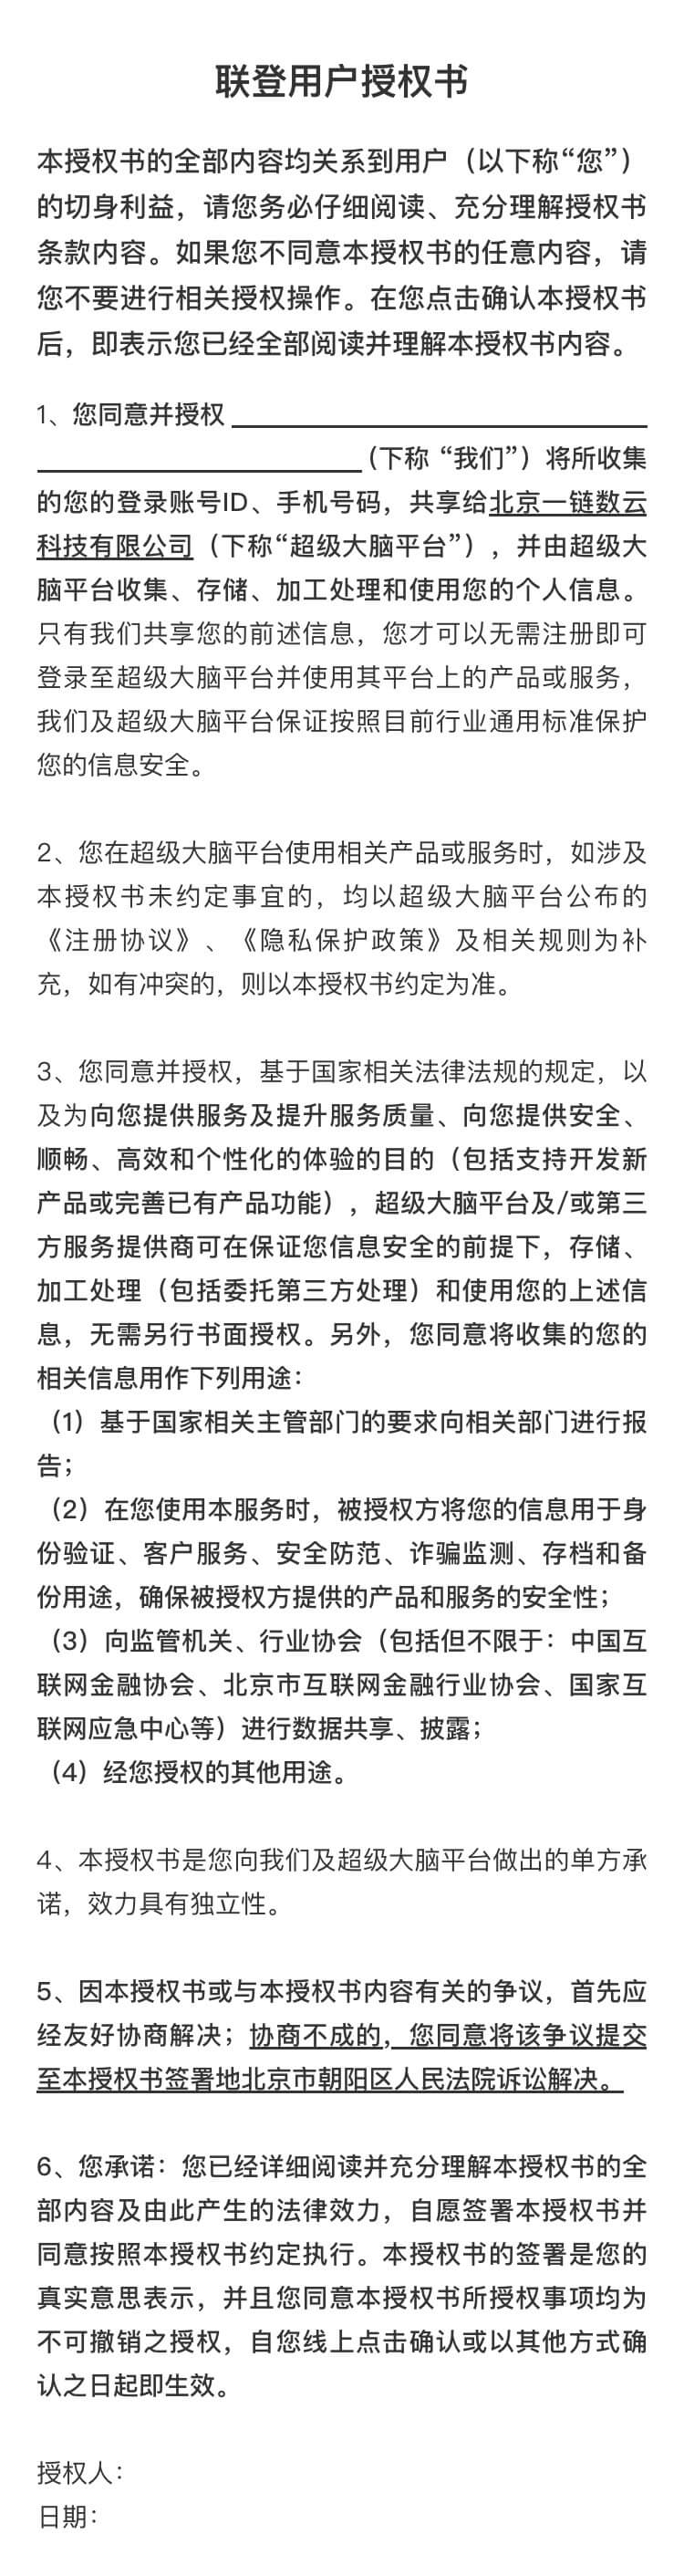 联登用户授权书
本授权书的全部内容均关系到用户（以下称“您”）
的切身利益，请您务必仔细阅读、充分理解授权书
条款内容。如果您不同意本授权书的任意内容，请
您不要进行相关授权操作。在您点击确认本授权书
后，即表示您已经全部阅读并理解本授权书内容。
1、您同意并授权
（下称 “我们”）将所收集
的您的登录账号ID、手机号码，共享给北京一链数云
科技有限公司（下称“超级大脑平台”），并由超级大
脑平台收集、存储、加工处理和使用您的个人信息。
只有我们共享您的前述信息，您才可以无需注册即可
登录至超级大脑平台并使用其平台上的产品或服务，
我们及超级大脑平台保证按照目前行业通用标准保护
您的信息安全。
2、您在超级大脑平台使用相关产品或服务时，如涉及
本授权书未约定事宜的，均以超级大脑平台公布的
《注册协议》、《隐私保护政策》及相关规则为补
充，如有冲突的，则以本授权书约定为准。
3、您同意并授权，基于国家相关法律法规的规定，以
及为向您提供服务及提升服务质量、向您提供安全、
顺畅、高效和个性化的体验的目的（包括支持开发新
产品或完善已有产品功能），超级大脑平台及/或第三
方服务提供商可在保证您信息安全的前提下，存储、
加工处理（包括委托第三方处理）和使用您的上述信
息，无需另行书面授权。另外，您同意将收集的您的
相关信息用作下列用途：
（1）基于国家相关主管部门的要求向相关部门进行报
告；
（2）在您使用本服务时，被授权方将您的信息用于身
份验证、客户服务、安全防范、诈骗监测、存档和备
份用途，确保被授权方提供的产品和服务的安全性；
（3）向监管机关、行业协会（包括但不限于：中国互
联网金融协会、北京市互联网金融行业协会、国家互
联网应急中心等）进行数据共享、披露；
（4）经您授权的其他用途。
4、本授权书是您向我们及超级大脑平台做出的单方承
诺，效力具有独立性。
5、因本授权书或与本授权书内容有关的争议，首先应
经友好协商解决；协商不成的，您同意将该争议提交
至本授权书签署地北京市朝阳区人民法院诉讼解决。
6、您承诺：您已经详细阅读并充分理解本授权书的全
部内容及由此产生的法律效力，自愿签署本授权书并
同意按照本授权书约定执行。本授权书的签署是您的
真实意思表示，并且您同意本授权书所授权事项均为
不可撤销之授权，自您线上点击确认或以其他方式确
认之日起即生效。
授权人：
日期：